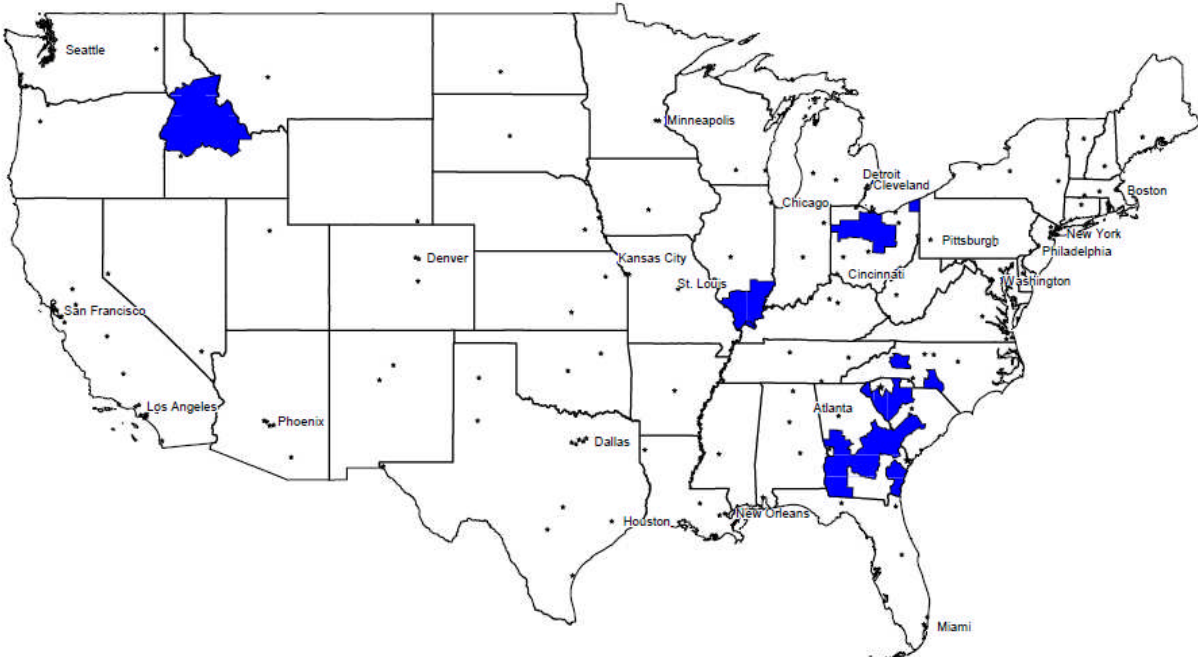 Seattle
Minneapolis
Detroit
Cleveland
Boston
Chicago
New York
Pittsburgh
Philadelphia
Denver
Kansas City
Cincinnati
St. Louis
Washington
San Francisco
Los Angeles
Atlanta
Phoenix
Dallas
Houston
New Orleans
Miami